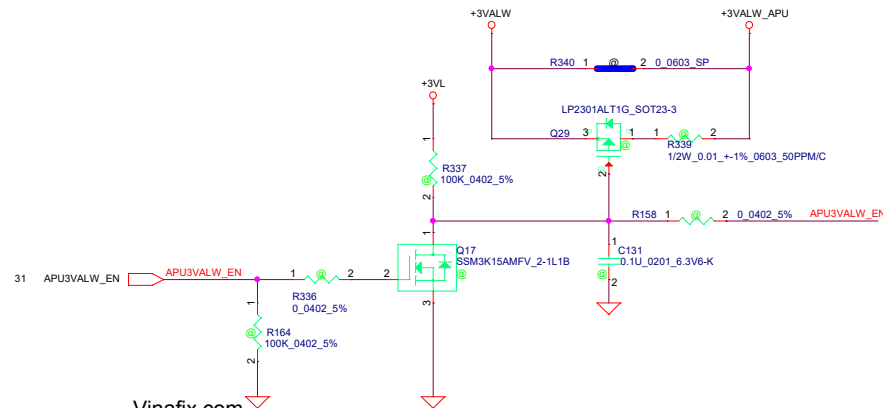 +3VALW
+3VALW_APU
R340 1 @ 2 0_0603_SP
+3VL
LP2301ALT1G_SOT23-3
Q29 3 1 1 2
@
@
R339
1/2W_0.01_+-1%_0603_50PPM/C
1
2
R337
@
100K_0402_5%
2
R158 1 2 0_0402_5% APU3VALW_EN
@
1
1
Q17
SSM3K15AMFV_2-1L1B
C131
0.1U_0201_6.3V6-K
31 APU3VALW_EN APU3VALW_EN 1 2 2
@
@
@
2
R336
0_0402_5%
3
1
R164
@
100K_0402_5%
2
Vinafix.com